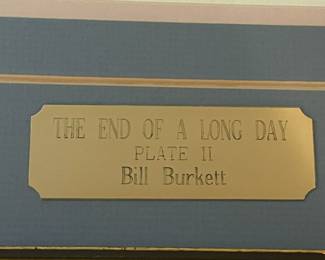 THE END OF A LONG DAY
PLATE II
Bill Burkett